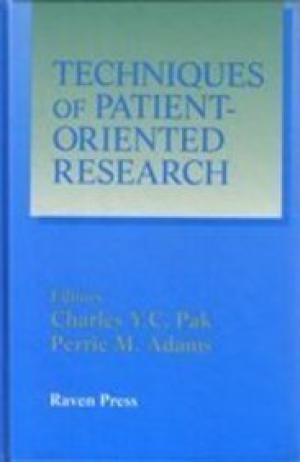 TECHNIQUES
OF PATIENT-
ORIENTED
RESEARCH
Editors
Charles Y.C. Pak
Perrie M. Adams
Raven Press